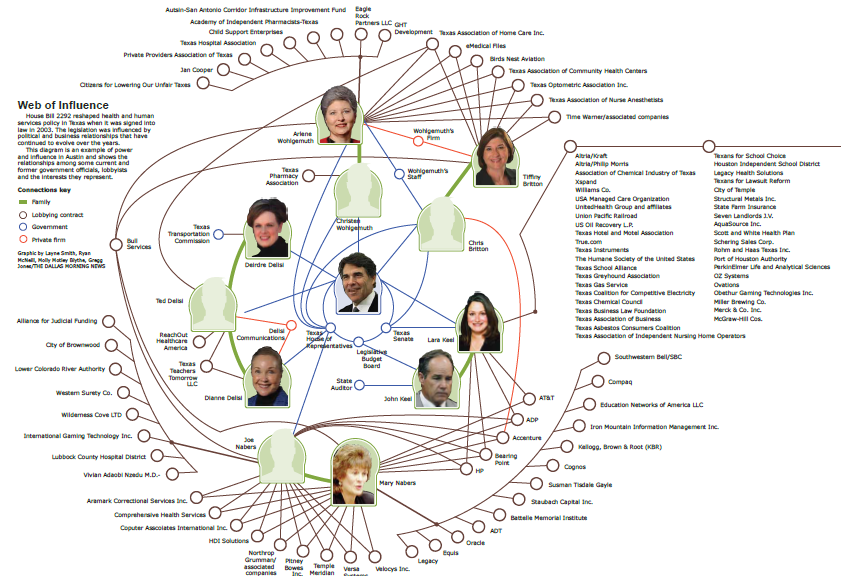 Autsin-San Antonio Corridor Infrastructure Improvement Fund
Academy of Independent Pharmacists-Texas
Child Support Enterprises
Texas Hospital Association
Private Providers Association of Texas
Jan Cooper
Citizens for Lowering Our Unfair Taxes
Eagle
Rock
Partners LLC
GHT
Development
Texas Association of Home Care Inc.
eMedical Files
Birds Nest Aviation
Texas Association of Community Health Centers
Texas Optometric Association Inc.
Texas Association of Nurse Anesthetists
Time Warner/associated companies
Web of Influence
House Bill 2292 reshaped health and human
services policy in Texas when it was signed into
law in 2003. The legislation was influenced by
political and business relationships that have
continued to evolve over the years.
This diagram is an example of power
and influence in Austin and shows the
relationships among some current and
former government officials, lobbyists
and the interests they represent.
Connections key
Family
Lobbying contract
Government
Private firm
Graphic by Layne Smith, Ryan
McNeill, Molly Motley Blythe, Gregg
Jones/THE DALLAS MORNING NEWS
Arlene
Wohlgemuth
Wohlgemuth's
Firm
Wohlgemuth's
Staff
Tiffiny
Britton
Texas
Pharmacy
Association
Christen
Wohlgemuth
Chris
Britton
Texas
Transportation
Commission
Deirdre Delisi
Bull
Services
Ted Delisi
Delisi
Communications
Texas
House of
Representatives
Legislative
Budget
Board
Texas
Senate
Lara Keel
State
Auditor
John Keel
ReachOut
Healthcare
America
Texas
Teachers
Tomorrow
LLC
Dianne Delisi
Altria/Kraft
Altria/Philip Morris
Association of Chemical Industry of Texas
Xspand
Williams Co.
USA Managed Care Organization
UnitedHealth Group and affiliates
Union Pacific Railroad
US Oil Recovery L.P.
Texas Hotel and Motel Association
True.com
Texas Instruments
The Humane Society of the United States
Texas School Alliance
Texas Greyhound Association
Texas Gas Service
Texas Coalition for Competitive Electricity
Texas Chemical Council
Texas Business Law Foundation
Texas Association of Business
Texas Asbestos Consumers Coalition
Texas Association of Independent Nursing Home Operators
Texans for School Choice
Houston Independent School District
Legacy Health Solutions
Texans for Lawsuit Reform
City of Temple
Structural Metals Inc.
State Farm Insurance
Seven Landlords J.V.
AquaSource Inc.
Scott and White Health Plan
Schering Sales Corp.
Rohm and Haas Texas Inc.
Port of Houston Authority
PerkinElmer Life and Analytical Sciences
OZ Systems
Ovations
Oberthur Gaming Technologies Inc.
Miller Brewing Co.
Merck & Co. Inc.
McGraw-Hill Cos.
Alliance for Judicial Funding
City of Brownwood
Lower Colorado River Authority
Western Surety Co.
Wilderness Cove LTD
International Gaming Technology Inc.
Lubbock County Hospital District
Vivian Adaobi Nzedu M.D.-
Joe
Nabers
Mary Nabers
AT&T
ADP
Accenture
Bearing
Point
HP
Southwestern Bell/SBC
Compaq
Education Networks of America LLC
Iron Mountain Information Management Inc.
Kellogg, Brown & Root (KBR)
Cognos
Susman Tisdale Gayle
Staubach Capital Inc.
Battelle Memorial Institute
ADT
Oracle
Equis
Legacy
Aramark Correctional Services Inc.
Comprehensive Health Services
Coputer Asscolates International Inc.
HDI Solutions
Northrop
Grumman/
associated
companies
Pitney
Bowes
Inc.
Temple
Meridian
Versa
Systems
Velocys Inc.